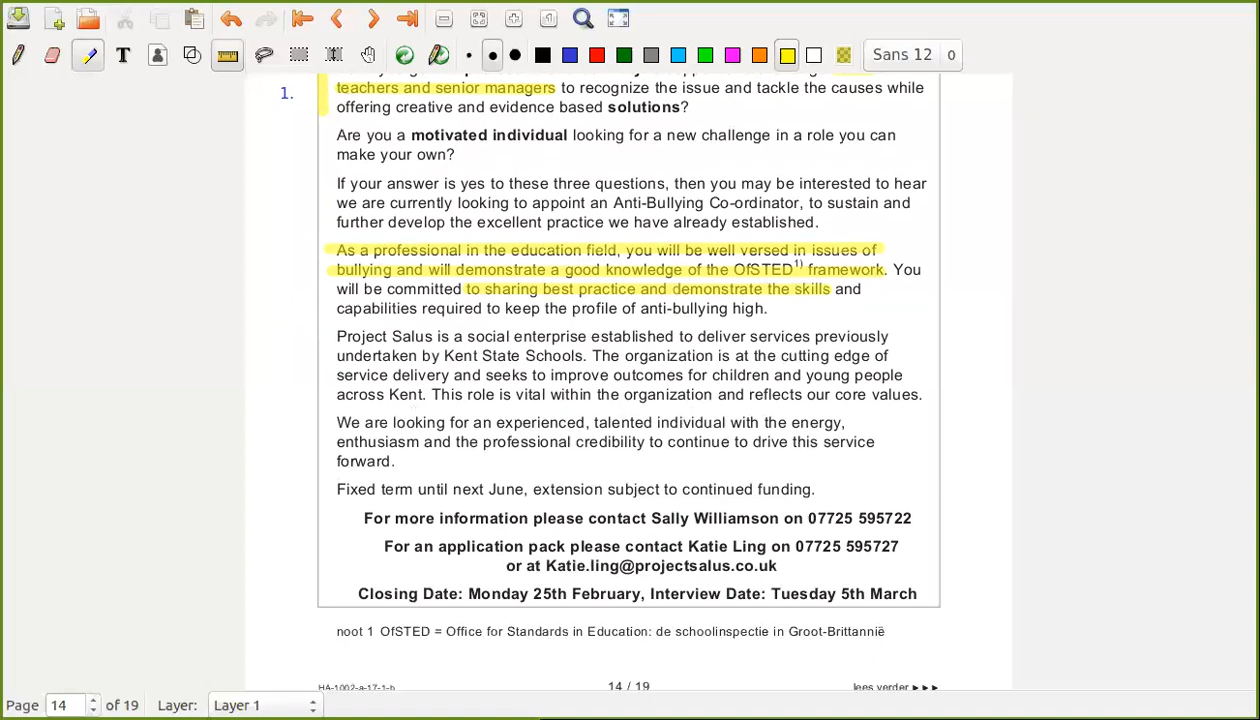 T
Sans 12
0
1.
teachers and senior managers to recognize the issue and tackle the causes while
offering creative and evidence based solutions?
Are you a motivated individual looking for a new challenge in a role you can
make your own?
If your answer is yes to these three questions, then you may be interested to hear
we are currently looking to appoint an Anti-Bullying Co-ordinator, to sustain and
further develop the excellent practice we have already established.
As a professional in the education field, you will be well versed in issues of
bullying and will demonstrate a good knowledge of the OfSTED1) framework. You
will be committed to sharing best practice and demonstrate the skills and
capabilities required to keep the profile of anti-bullying high.
Project Salus is a social enterprise established to deliver services previously
undertaken by Kent State Schools. The organization is at the cutting edge of
service delivery and seeks to improve outcomes for children and young people
across Kent. This role is vital within the organization and reflects our core values.
We are looking for an experienced, talented individual with the energy,
enthusiasm and the professional credibility to continue to drive this service
forward.
Fixed term until next June, extension subject to continued funding.
For more information please contact Sally Williamson on 07725 595722
For an application pack please contact Katie Ling on 07725 595727
or at Katie.ling@projectsalus.co.uk
Closing Date: Monday 25th February, Interview Date: Tuesday 5th March
noot 1 OfSTED = Office for Standards in Education: de schoolinspectie in Groot-Brittannië
HA-1002-a-17-1-b 14 / 19 lees verder ►►►
Page 14 of 19 Layer: Layer 1